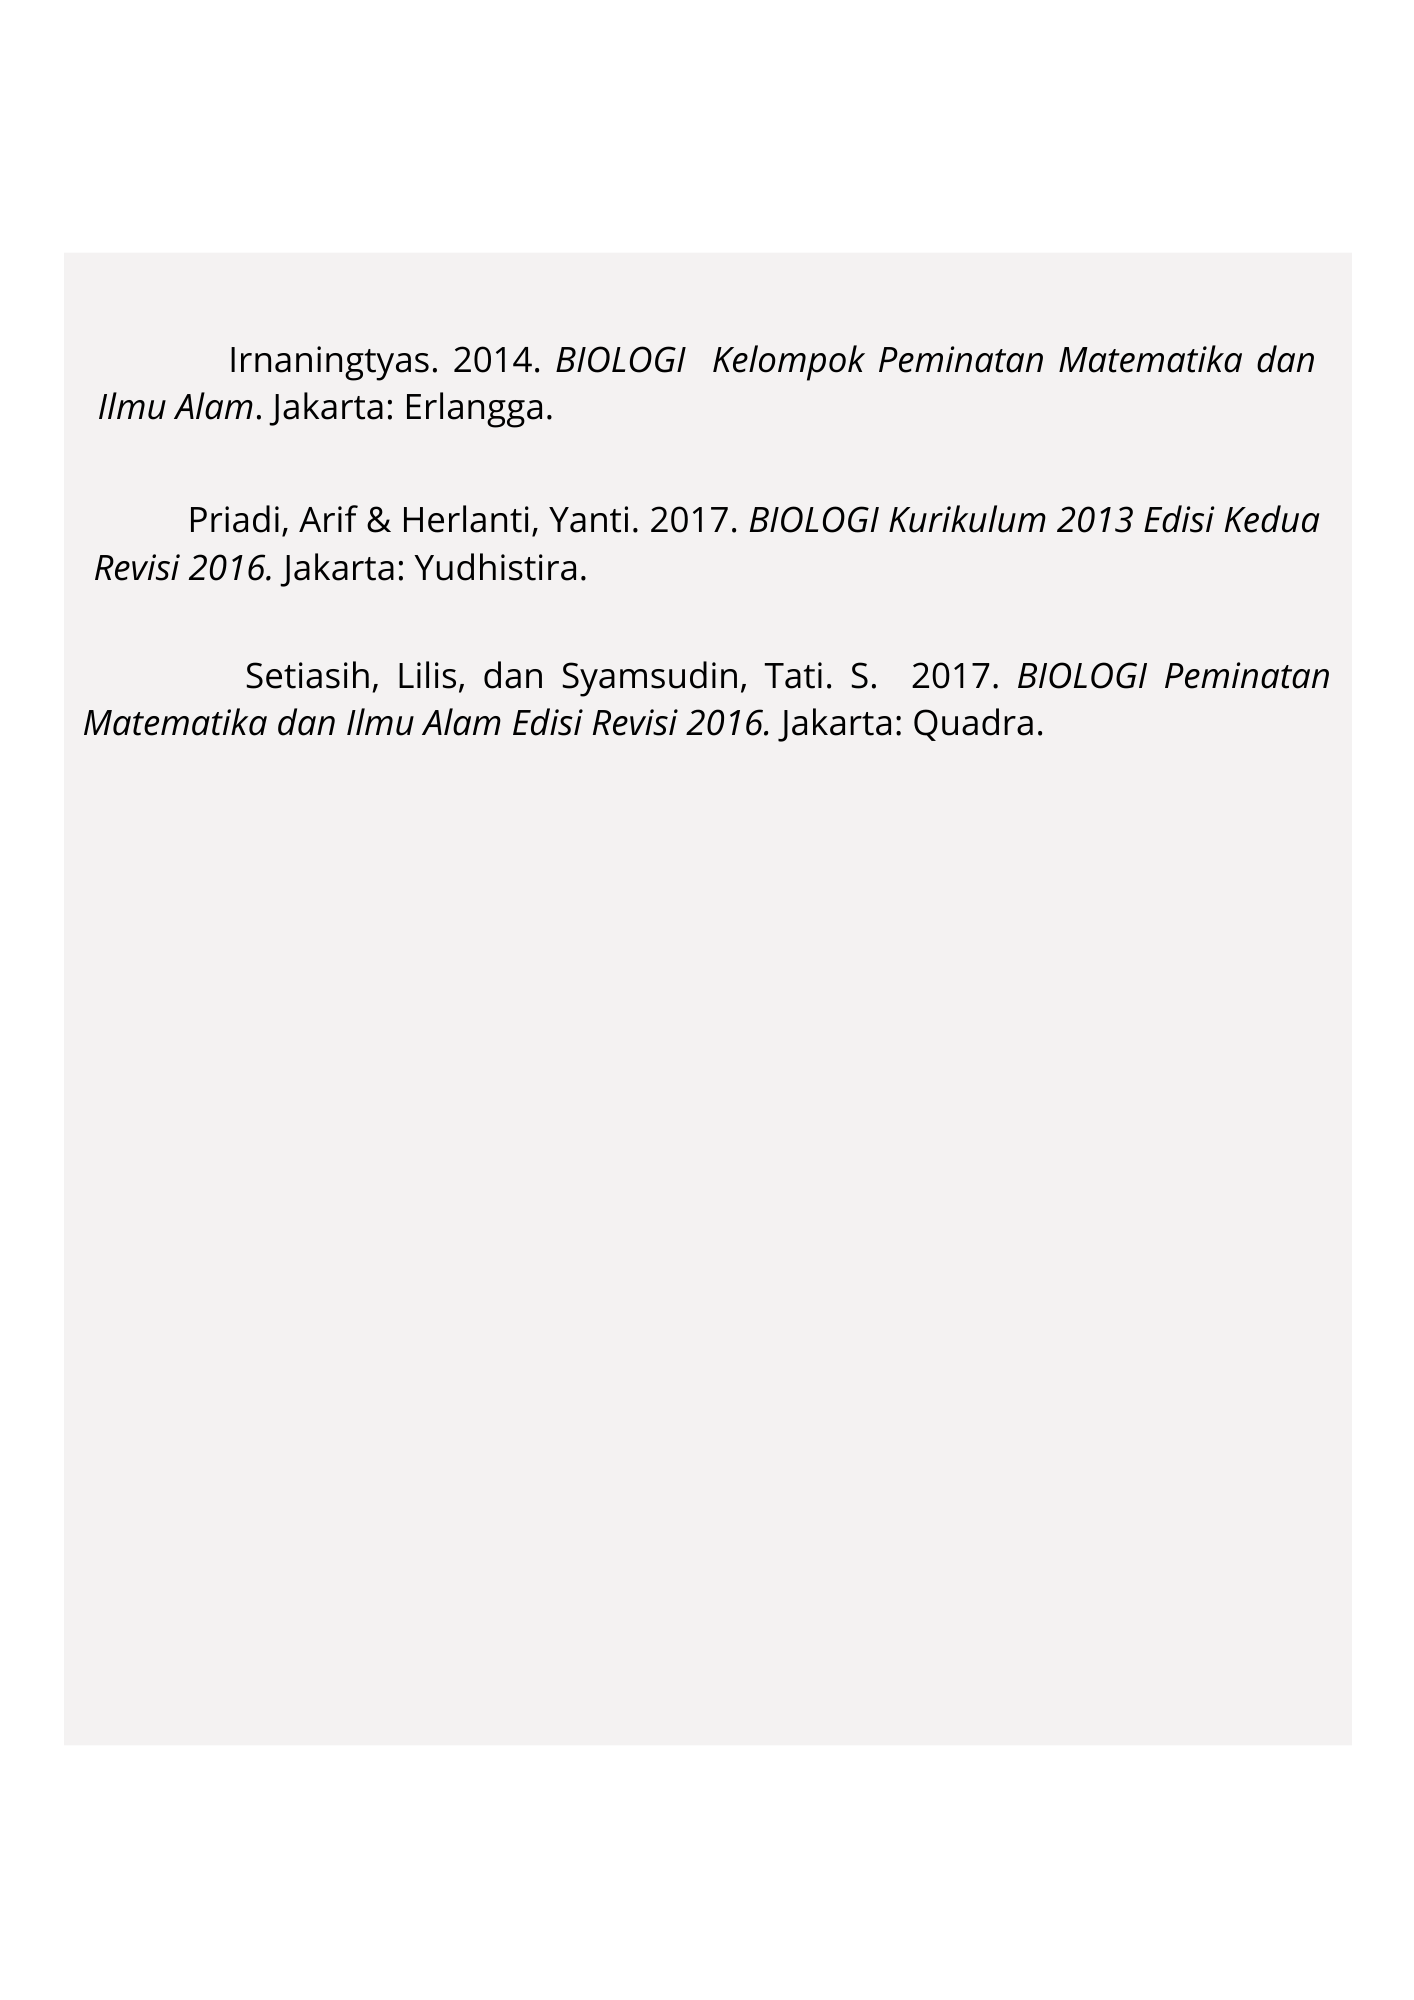 Irnaningtyas. 2014. BIOLOGI Kelompok Peminatan Matematika dan
Ilmu Alam. Jakarta: Erlangga.
Priadi, Arif & Herlanti, Yanti. 2017. BIOLOGI Kurikulum 2013 Edisi Kedua
Revisi 2016. Jakarta: Yudhistira.
Setiasih, Lilis, dan Syamsudin, Tati. S. 2017. BIOLOGI Peminatan
Matematika dan Ilmu Alam Edisi Revisi 2016. Jakarta: Quadra.